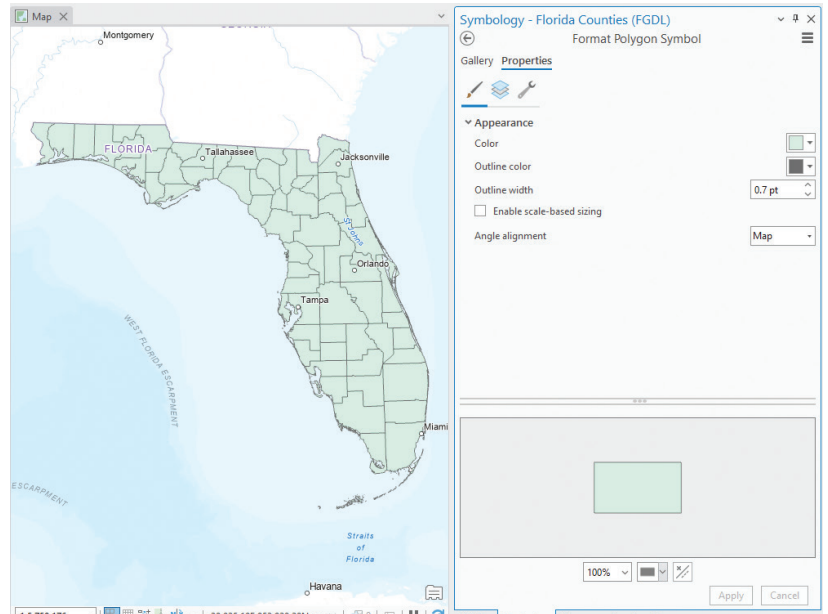 Map
Montgomery
FLORIDA
Tallahassee
Jacksonville
St Johns
Orlando
Tampa
WEST FLORIDA ESCARPMENT
Miami
ESCARPMENT
Straits
of
Florida
Havana
Symbology - Florida Counties (FGDL)
Format Polygon Symbol
Gallery Properties
Appearance
Color
Outline color
Outline width 0.7 pt
Enable scale-based sizing
Angle alignment Map
100%
Apply Cancel